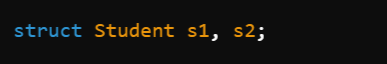 struct Student s1, s2;